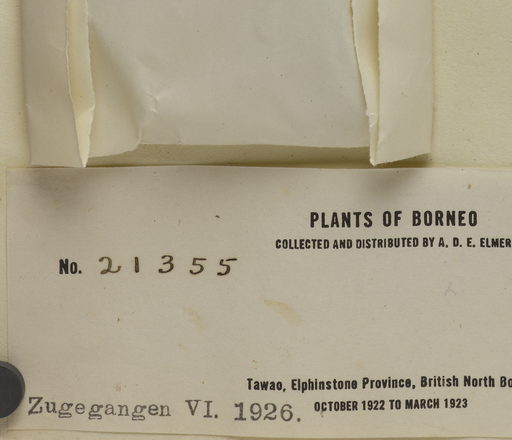 PLANTS OF BORNEO
COLLECTED AND DISTRIBUTED BY A. D. E. ELMER
No. 21355
Tawao, Elphinstone Province, British North Bo
OCTOBER 1922 TO MARCH 1923
Zugegangen VI. 1926.